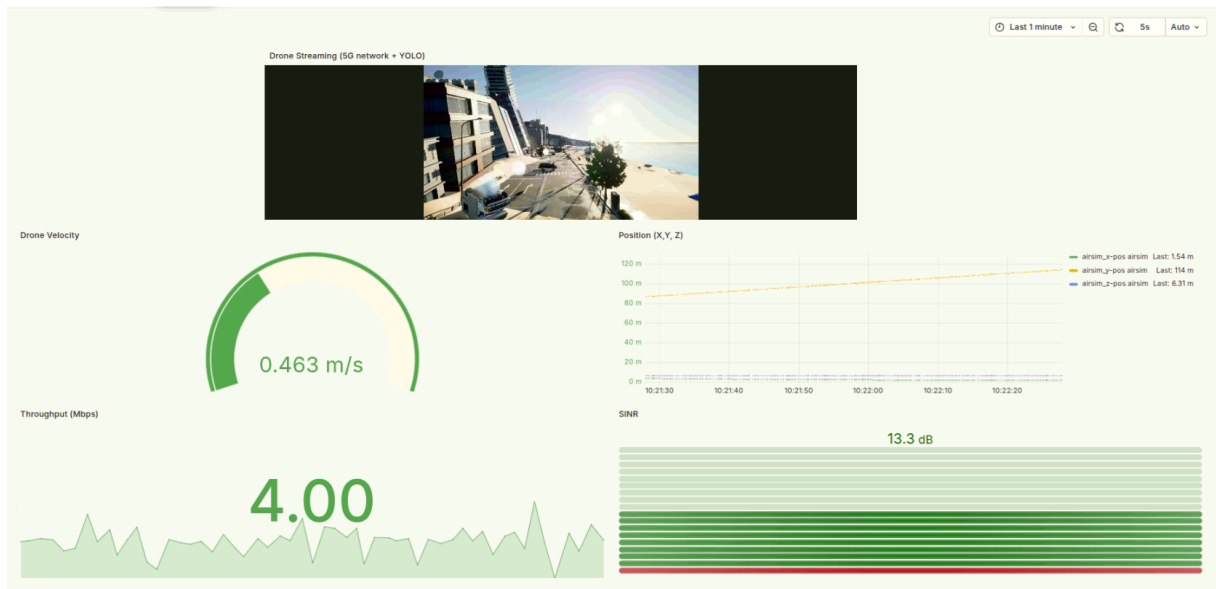 Last 1 minute 5s Auto
Drone Streaming (5G network + YOLO)
Drone Velocity
0.463 m/s
Position (X,Y, Z)
120 m
100 m
80 m
60 m
40 m
20 m
0 m
10:21:30 10:21:40 10:21:50 10:22:00 10:22:10 10:22:20
airsim_x-pos airsim Last: 1.54 m
airsim_y-pos airsim Last: 114 m
airsim_z-pos airsim Last: 6.31 m
Throughput (Mbps)
4.00
SINR
13.3 dB